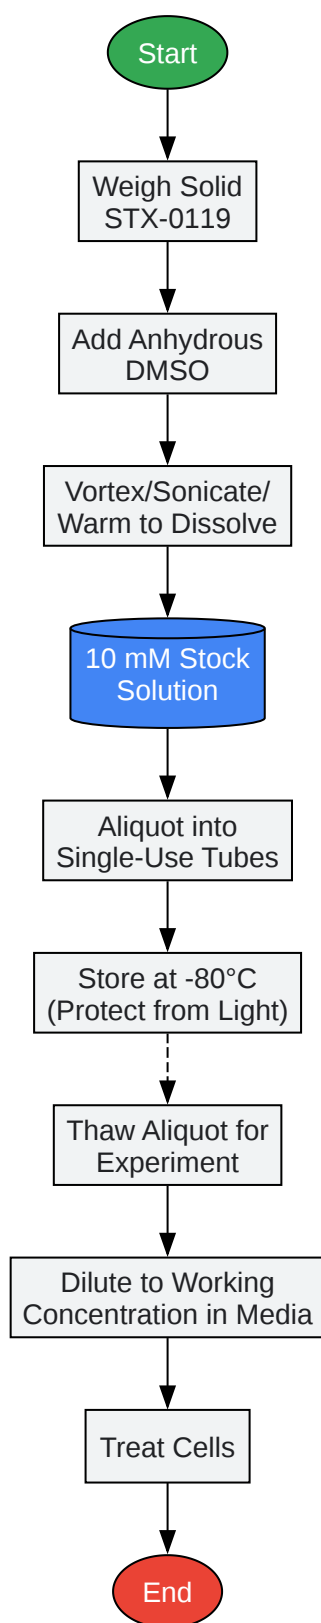 Start
Weigh Solid
STX-0119
Add Anhydrous
DMSO
Vortex/Sonicate/
Warm to Dissolve
10 mM Stock
Solution
Aliquot into
Single-Use Tubes
Store at -80°C
(Protect from Light)
Thaw Aliquot for
Experiment
Dilute to Working
Concentration in Media
Treat Cells
End